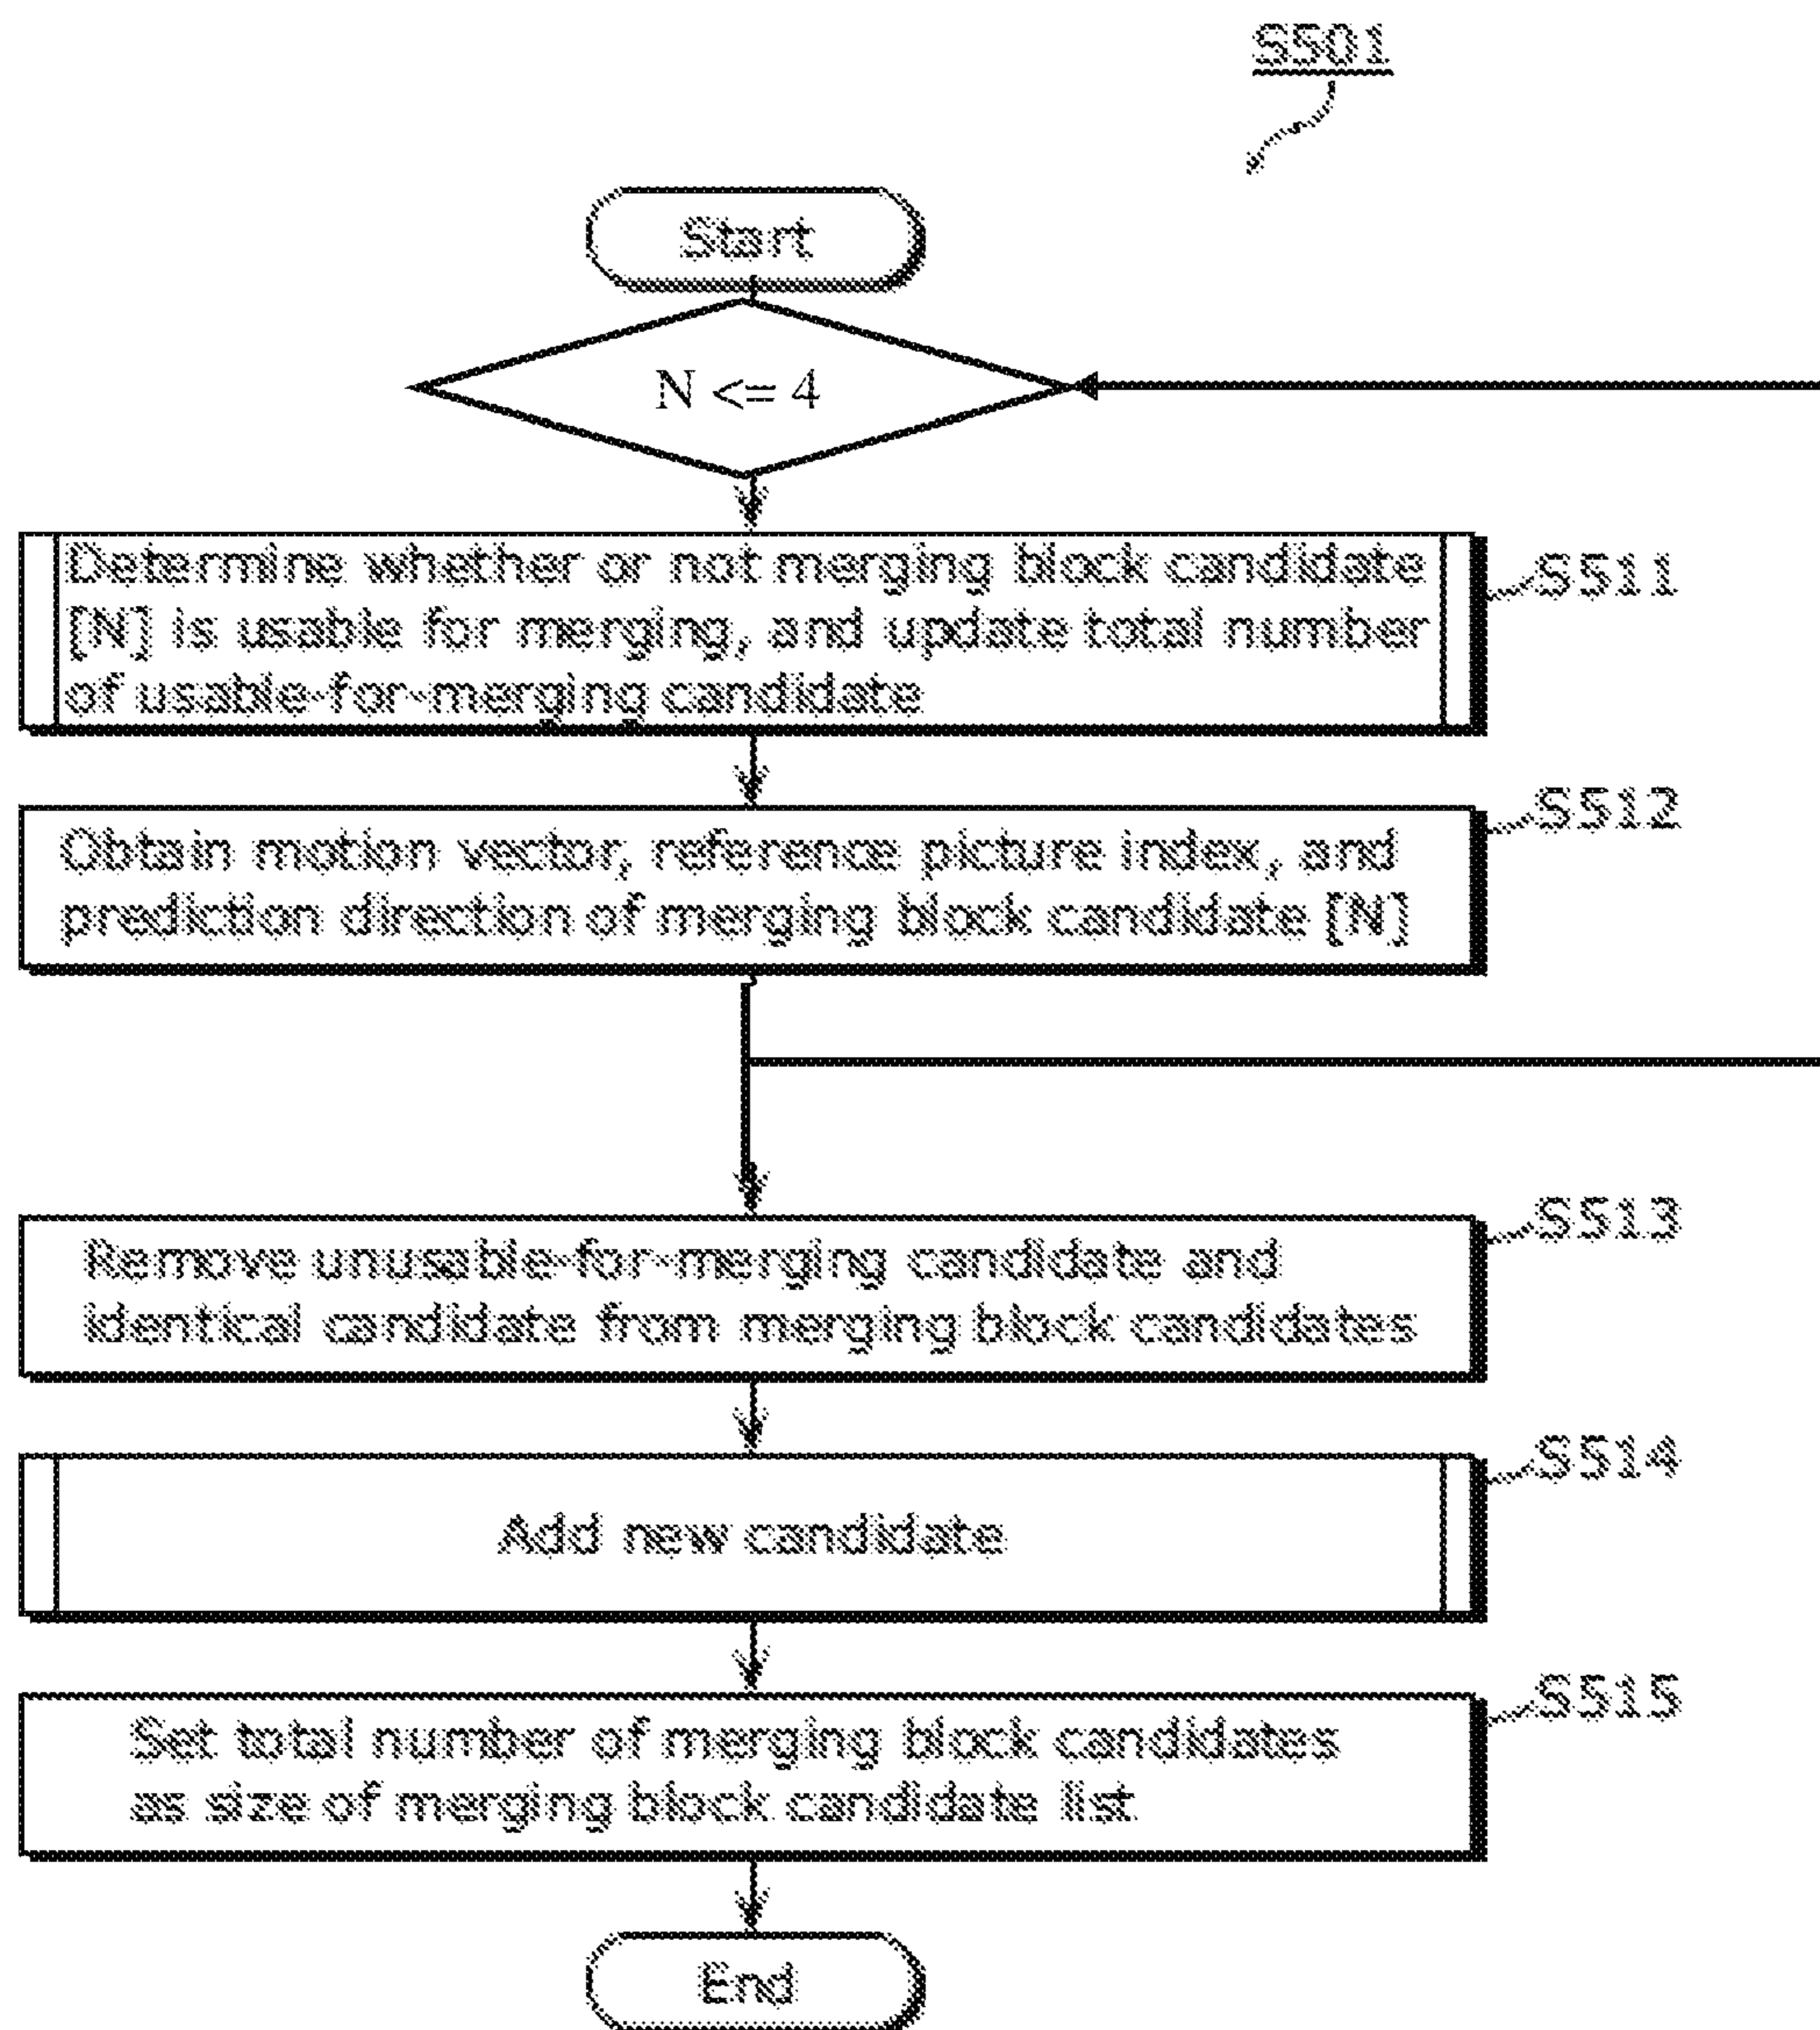 S501
Start
N <= 4
Determine whether or not merging block candidate
[N] is usable for merging, and update total number
of usable-for-merging candidate
S511
Obtain motion vector, reference picture index, and
prediction direction of merging block candidate [N]
S512
Remove unusable-for-merging candidate and
identical candidate from merging block candidates
S513
Add new candidate
S514
Set total number of merging block candidates
as size of merging block candidate list
S515
End